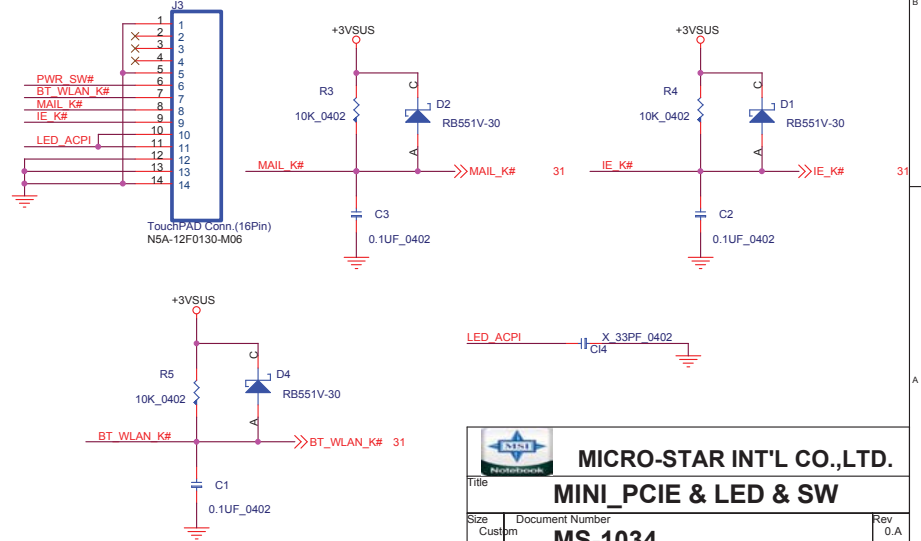 J3
1 1
2 2
3 3
4 4
5 5
PWR_SW# 6 6
BT_WLAN_K# 7 7
MAIL_K# 8 8
IE_K# 9 9
10 10
LED_ACPI 11 11
12 12
13 13
14 14
TouchPAD Conn.(16Pin)
N5A-12F0130-M06
+3VSUS
R3
10K_0402
C
D2
RB551V-30
A
MAIL_K#
MAIL_K# 31
C3
0.1UF_0402
+3VSUS
R4
10K_0402
C
D1
RB551V-30
A
IE_K#
IE_K# 31
C2
0.1UF_0402
B
+3VSUS
R5
10K_0402
C
D4
RB551V-30
A
BT_WLAN_K#
BT_WLAN_K# 31
C1
0.1UF_0402
LED_ACPI
X_33PF_0402
CI4
A
MSI
Notebook
MICRO-STAR INT'L CO.,LTD.
Title
MINI_PCIE & LED & SW
Size
Custom
Document Number
MS-1034
Rev
0.A